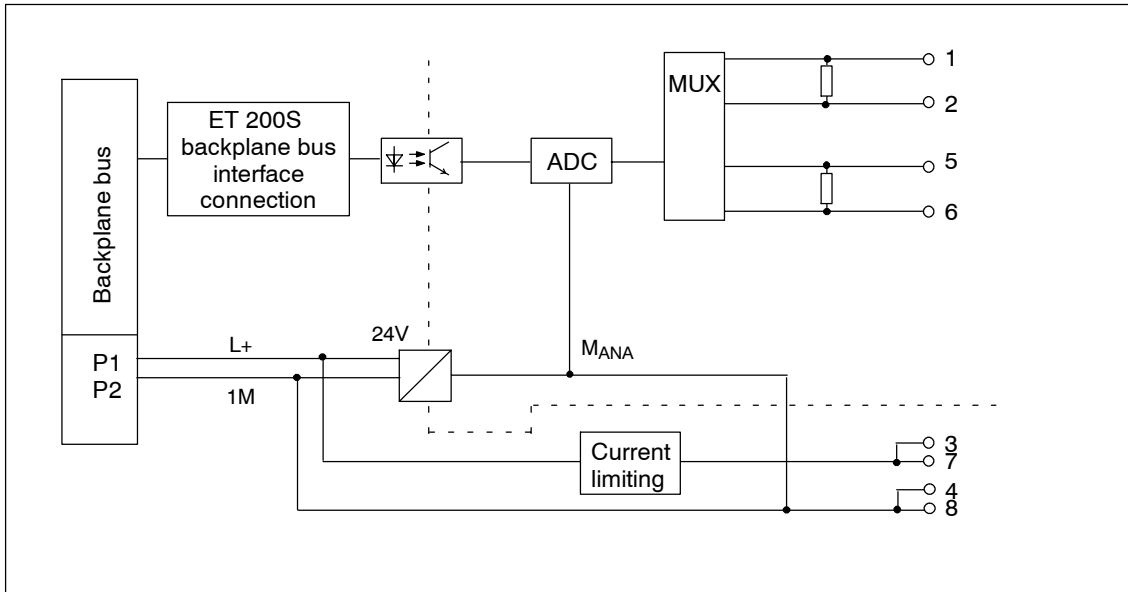 Backplane bus
P1
P2
ET 200S
backplane bus
interface
connection
ADC
MUX
1
2
5
6
L+
1M
24V
MANA
Current
limiting
3
7
4
8